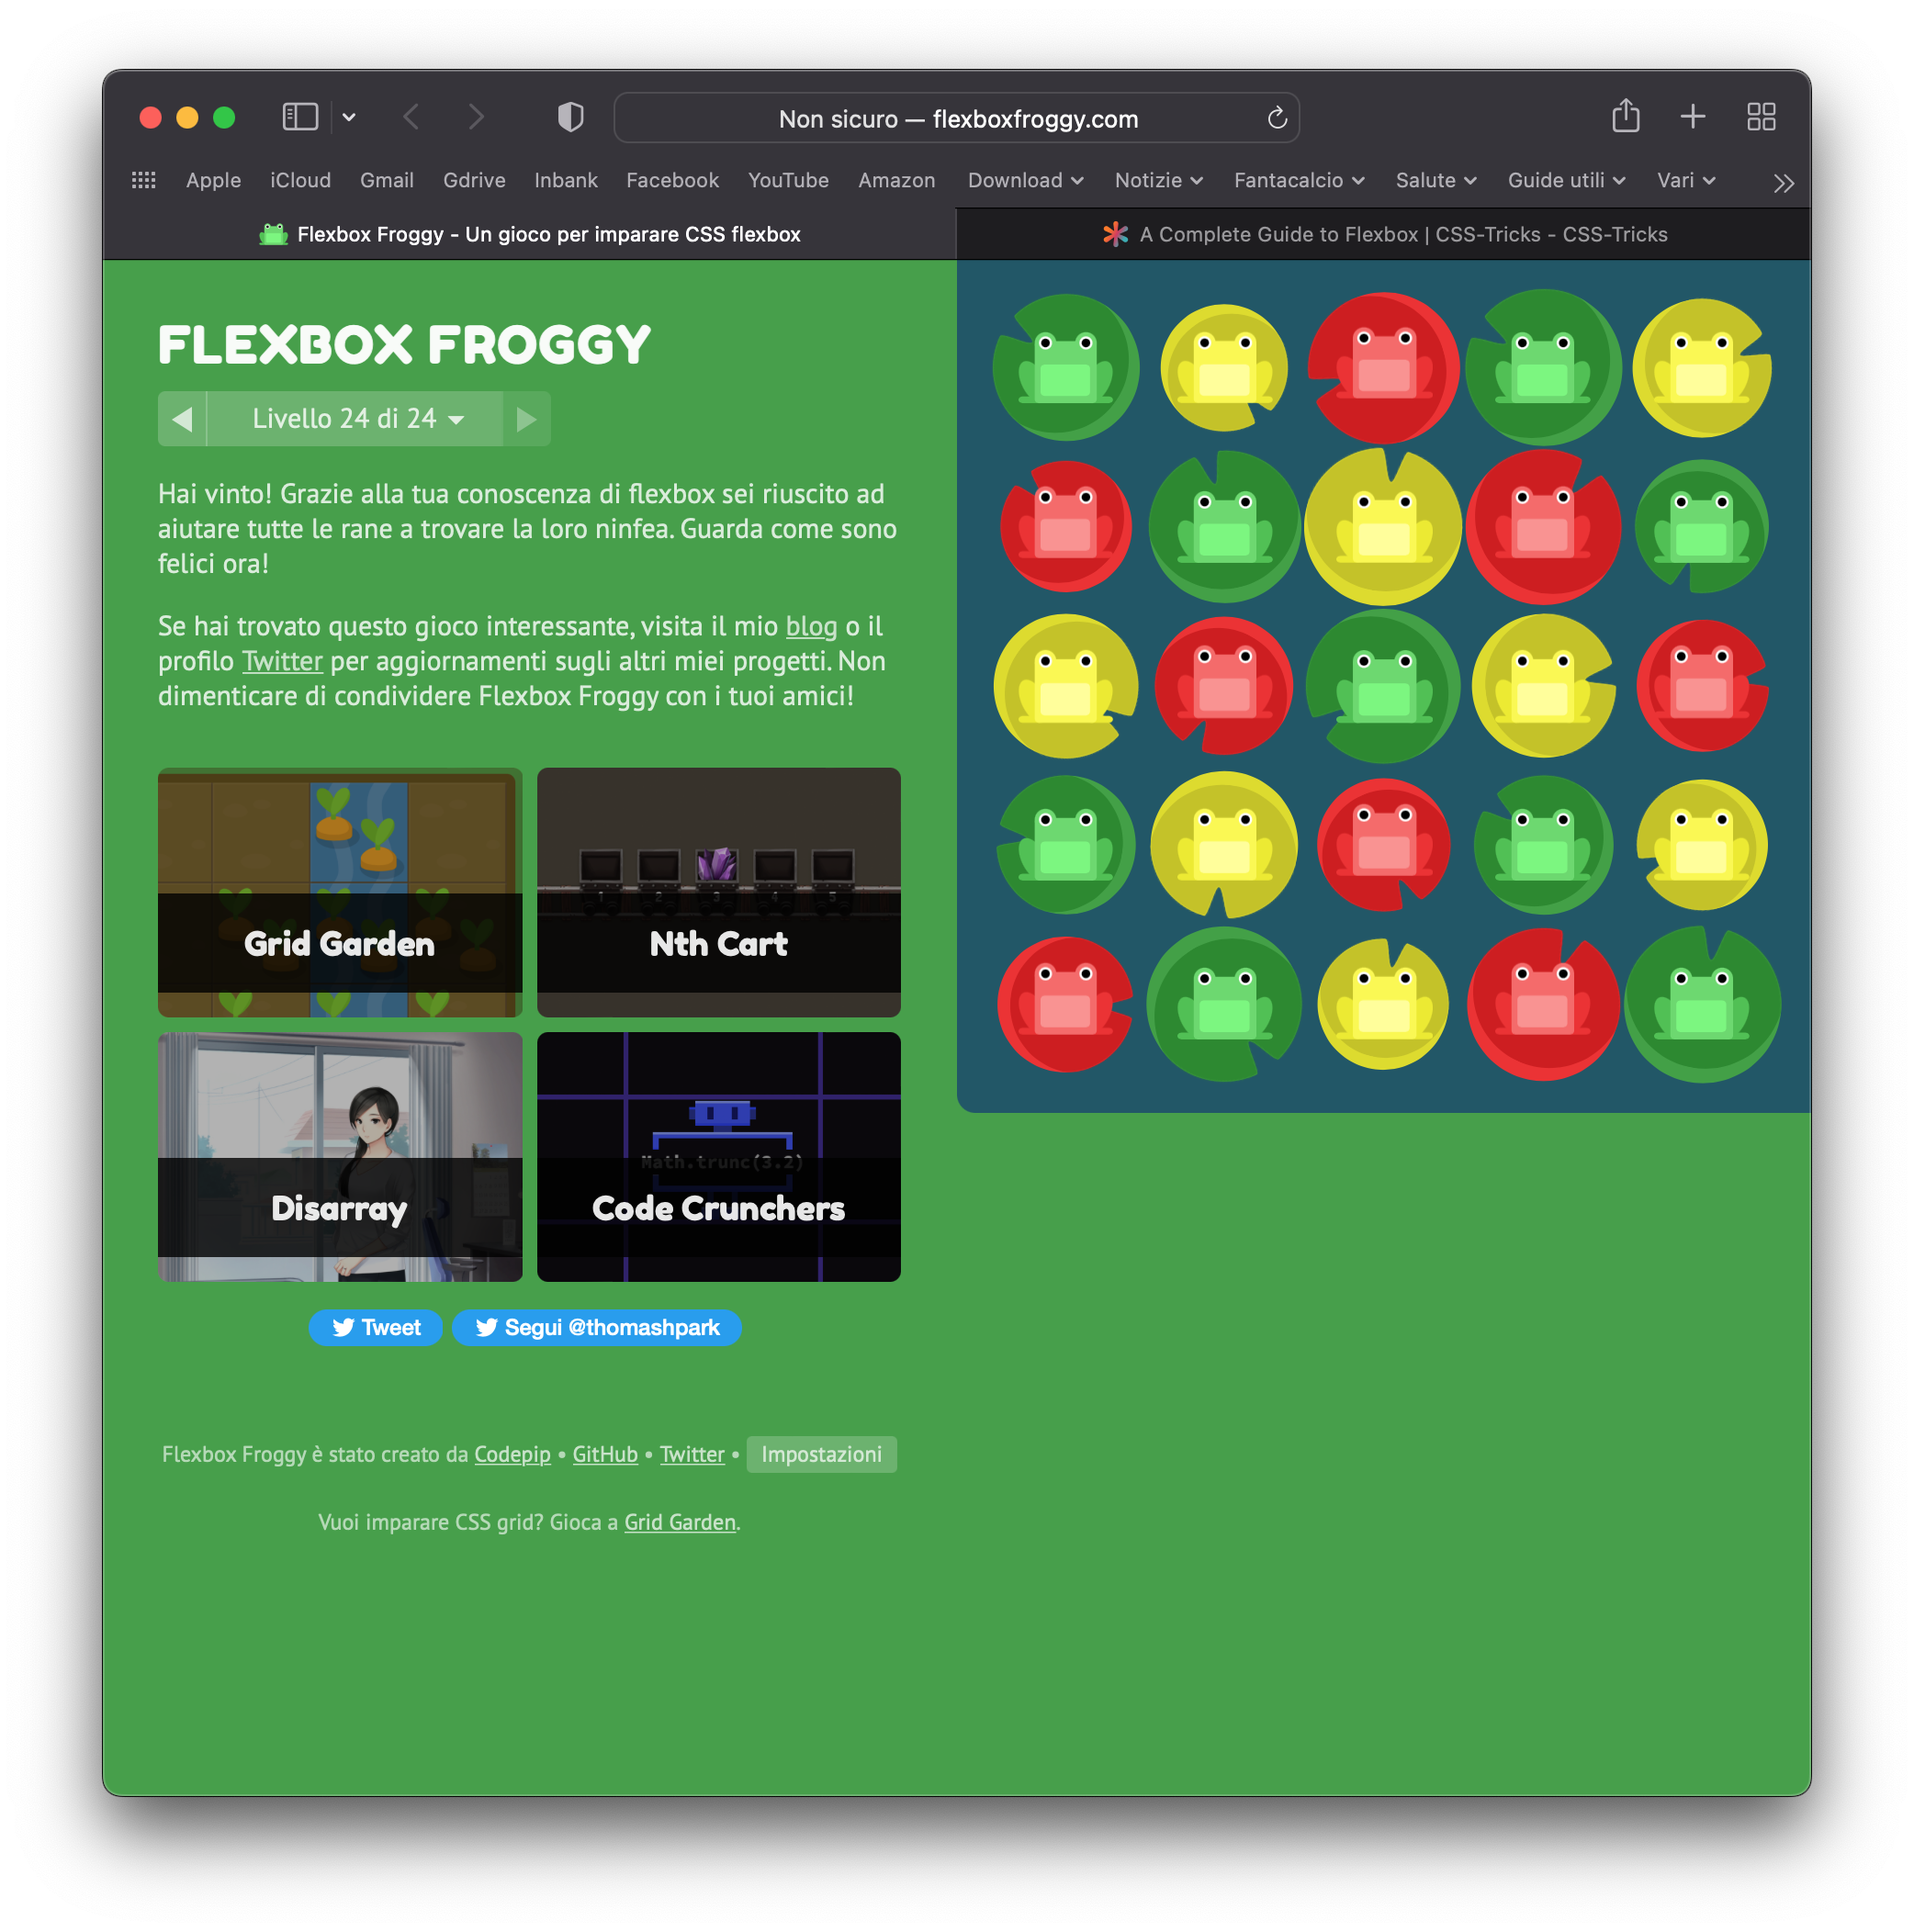 Non sicuro — flexboxfroggy.com
Apple iCloud Gmail Gdrive Inbank Facebook YouTube Amazon Download Notizie Fantacalcio Salute Guide utili Vari
Flexbox Froggy - Un gioco per imparare CSS flexbox
A Complete Guide to Flexbox | CSS-Tricks - CSS-Tricks
FLEXBOX FROGGY
Livello 24 di 24
Hai vinto! Grazie alla tua conoscenza di flexbox sei riuscito ad
aiutare tutte le rane a trovare la loro ninfea. Guarda come sono
felici ora!
Se hai trovato questo gioco interessante, visita il mio blog o il
profilo Twitter per aggiornamenti sugli altri miei progetti. Non
dimenticare di condividere Flexbox Froggy con i tuoi amici!
Grid Garden
1 2 3 4 5
Nth Cart
Disarray
Math.trunc(3.2)
Code Crunchers
Tweet
Segui @thomashpark
Flexbox Froggy è stato creato da Codepip • GitHub • Twitter • Impostazioni
Vuoi imparare CSS grid? Gioca a Grid Garden.